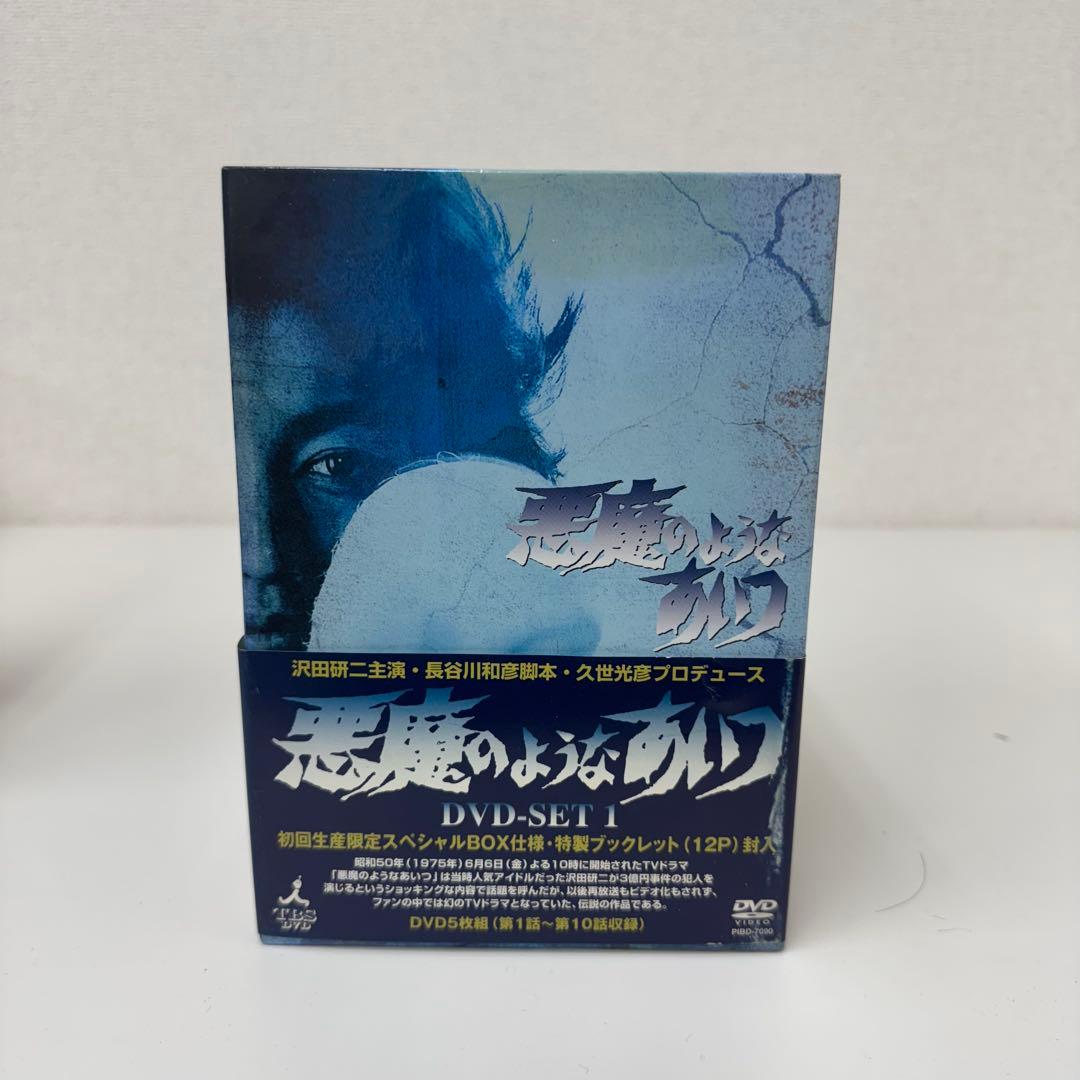 悪魔のような
あいつ
沢田研二主演・長谷川和彦脚本・久世光彦プロデュース
悪魔のようなあいつ
DVD-SET 1
初回生産限定スペシャルBOX仕様・特製ブックレット(12P)封入
昭和50年(1975年)6月6日(金)よる10時に開始されたTVドラマ
「悪魔のようなあいつ」は当時人気アイドルだった沢田研二が3億円事件の犯人を
演じるというショッキングな内容で話題を呼んだが、以後再放送もビデオ化もされず、
ファンの中では幻のTVドラマとなっていた、伝説の作品である。
DVD5枚組(第1話〜第10話収録)
TBS
DVD
DVD
VIDEO
PIBD-7090